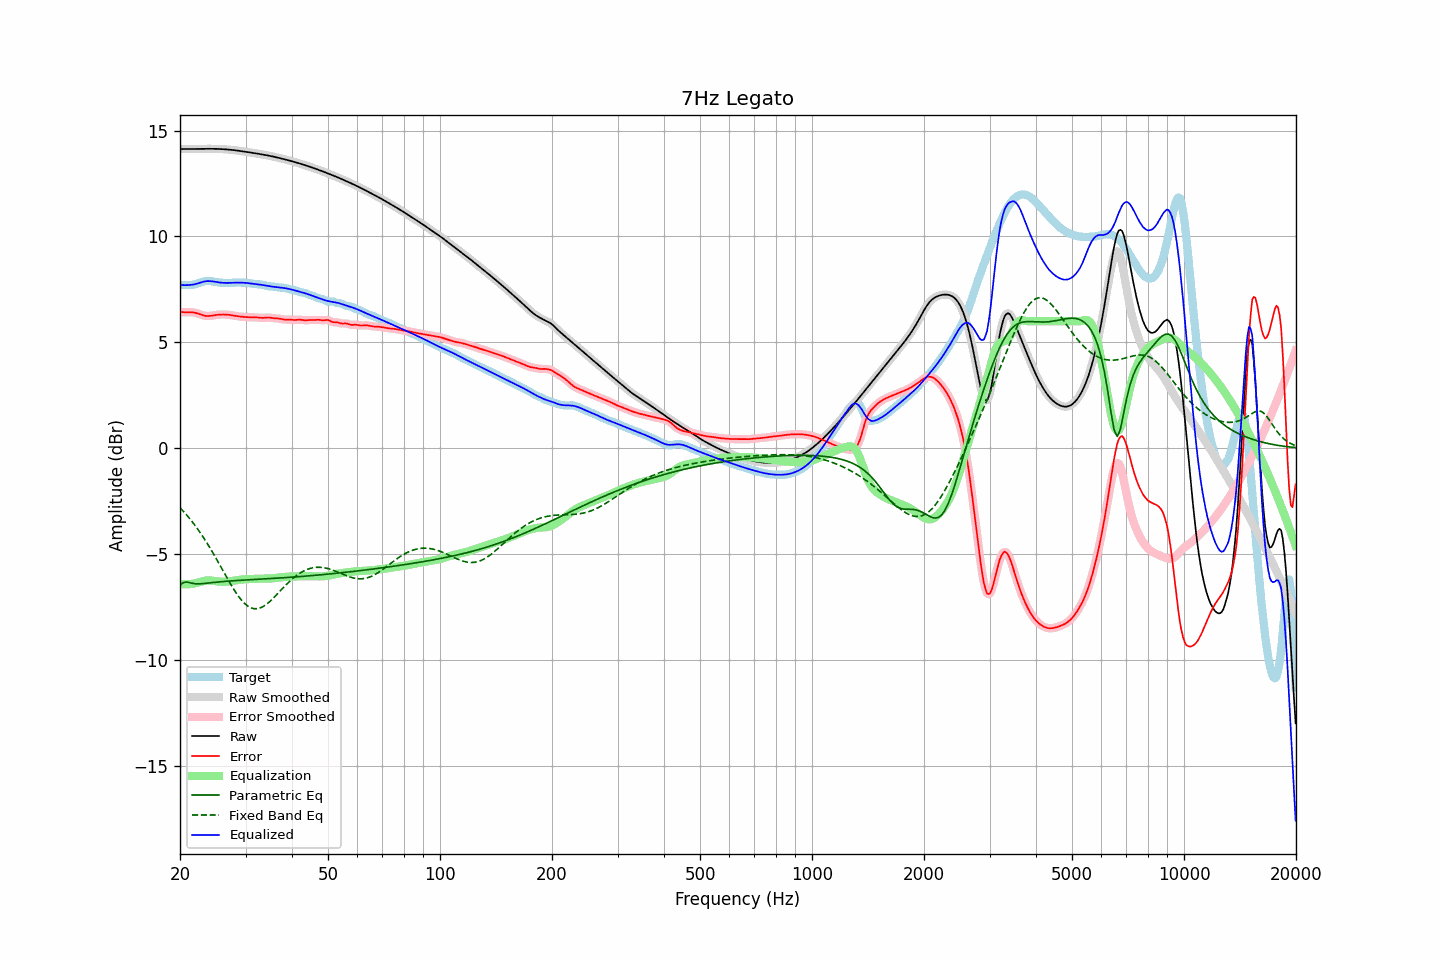 7Hz Legato
Amplitude (dBr)
15
10
5
0
−5
−10
−15
Target
Raw Smoothed
Error Smoothed
Raw
Error
Equalization
Parametric Eq
Fixed Band Eq
Equalized
20
50
100
200
500
1000
2000
5000
10000
20000
Frequency (Hz)